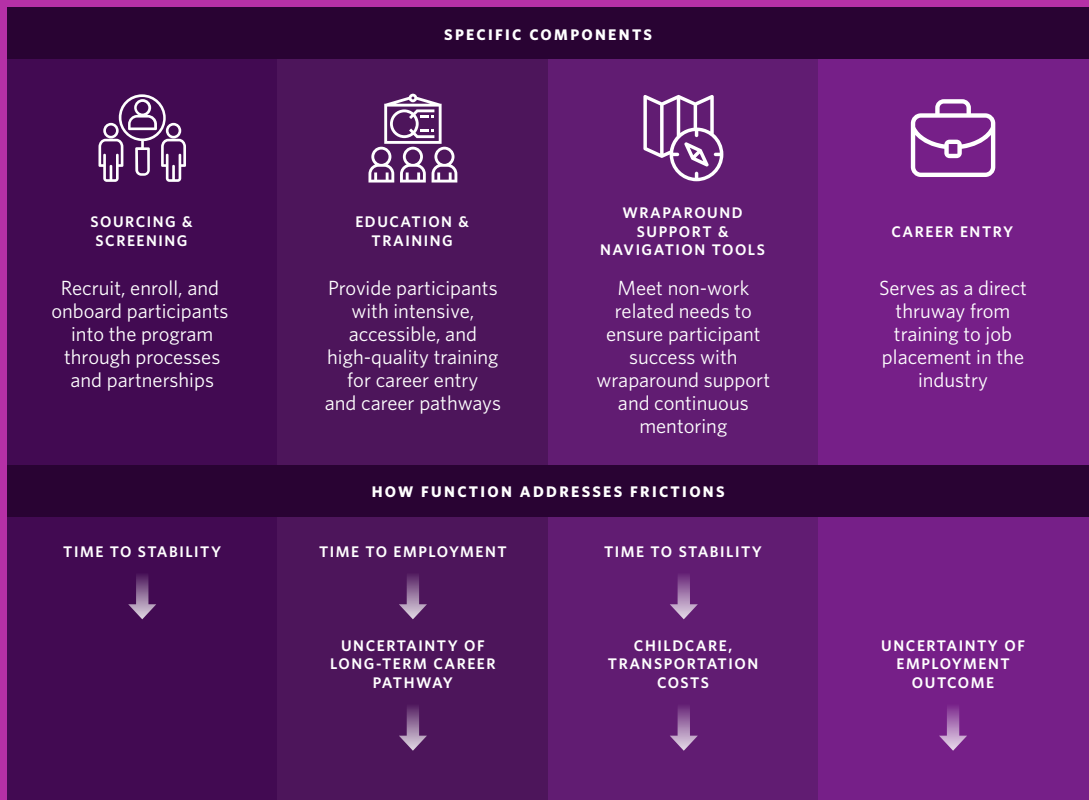 SPECIFIC COMPONENTS
SOURCING &
SCREENING
Recruit, enroll, and
onboard participants
into the program
through processes
and partnerships
EDUCATION &
TRAINING
Provide participants
with intensive,
accessible, and
high-quality training
for career entry
and career pathways
WRAPAROUND
SUPPORT &
NAVIGATION TOOLS
Meet non-work
related needs to
ensure participant
success with
wraparound support
and continuous
mentoring
CAREER ENTRY
Serves as a direct
thruway from
training to job
placement in the
industry
HOW FUNCTION ADDRESSES FRICTIONS
TIME TO STABILITY
TIME TO EMPLOYMENT
UNCERTAINTY OF
LONG-TERM CAREER
PATHWAY
TIME TO STABILITY
CHILDCARE,
TRANSPORTATION
COSTS
UNCERTAINTY OF
EMPLOYMENT
OUTCOME